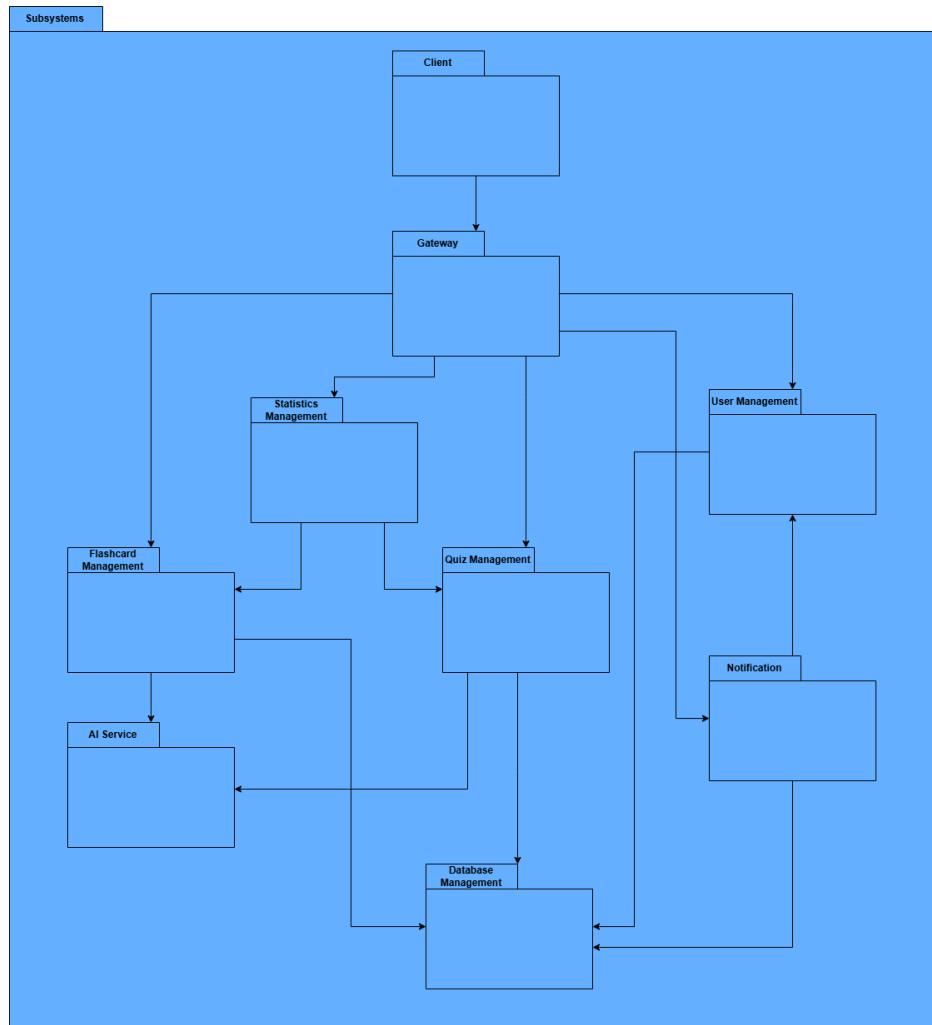 Subsystems
Client
Gateway
Statistics
Management
User Management
Flashcard
Management
Quiz Management
Notification
AI Service
Database
Management